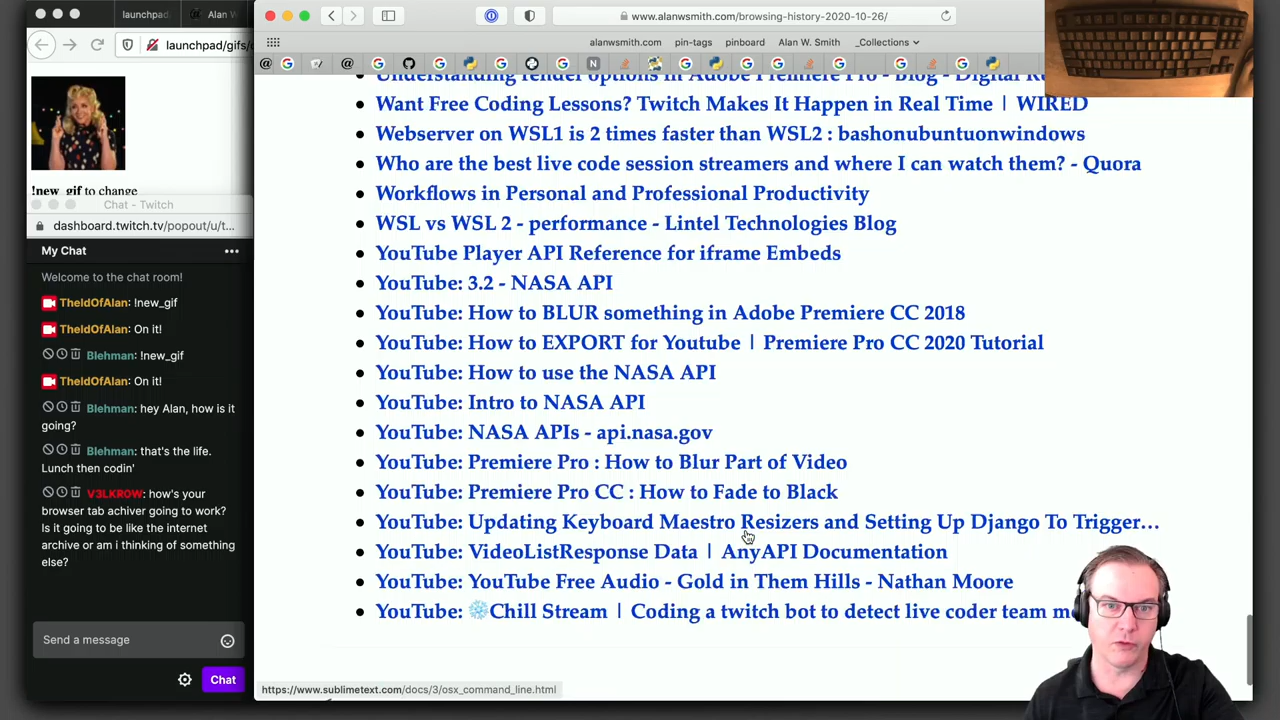 launchpad
Alan W
launchpad/gifs/
!new_gif to change
Chat - Twitch
dashboard.twitch.tv/popout/u/t...
My Chat
Welcome to the chat room!
TheIdOfAlan: !new_gif
TheIdOfAlan: On it!
Blehman: !new_gif
TheIdOfAlan: On it!
Blehman: hey Alan, how is it
going?
Blehman: that's the life.
Lunch then codin'
V3LKR0W: how's your
browser tab achiver going to work?
Is it going to be like the internet
archive or am i thinking of something
else?
Send a message
Chat
www.alanwsmith.com/browsing-history-2020-10-26/
alanwsmith.com
pin-tags
pinboard
Alan W. Smith
_Collections
Understanding render options in Adobe Premiere Pro - Blog - Digital
Want Free Coding Lessons? Twitch Makes It Happen in Real Time | WIRED
Webserver on WSL1 is 2 times faster than WSL2 : bashonubuntuonwindows
Who are the best live code session streamers and where I can watch them? - Quora
Workflows in Personal and Professional Productivity
WSL vs WSL 2 - performance - Lintel Technologies Blog
YouTube Player API Reference for iframe Embeds
YouTube: 3.2 - NASA API
YouTube: How to BLUR something in Adobe Premiere CC 2018
YouTube: How to EXPORT for Youtube | Premiere Pro CC 2020 Tutorial
YouTube: How to use the NASA API
YouTube: Intro to NASA API
YouTube: NASA APIs - api.nasa.gov
YouTube: Premiere Pro : How to Blur Part of Video
YouTube: Premiere Pro CC : How to Fade to Black
YouTube: Updating Keyboard Maestro Resizers and Setting Up Django To Trigger...
YouTube: VideoListResponse Data | AnyAPI Documentation
YouTube: YouTube Free Audio - Gold in Them Hills - Nathan Moore
YouTube: ❄️Chill Stream | Coding a twitch bot to detect live coder team
https://www.sublimetext.com/docs/3/osx_command_line.html